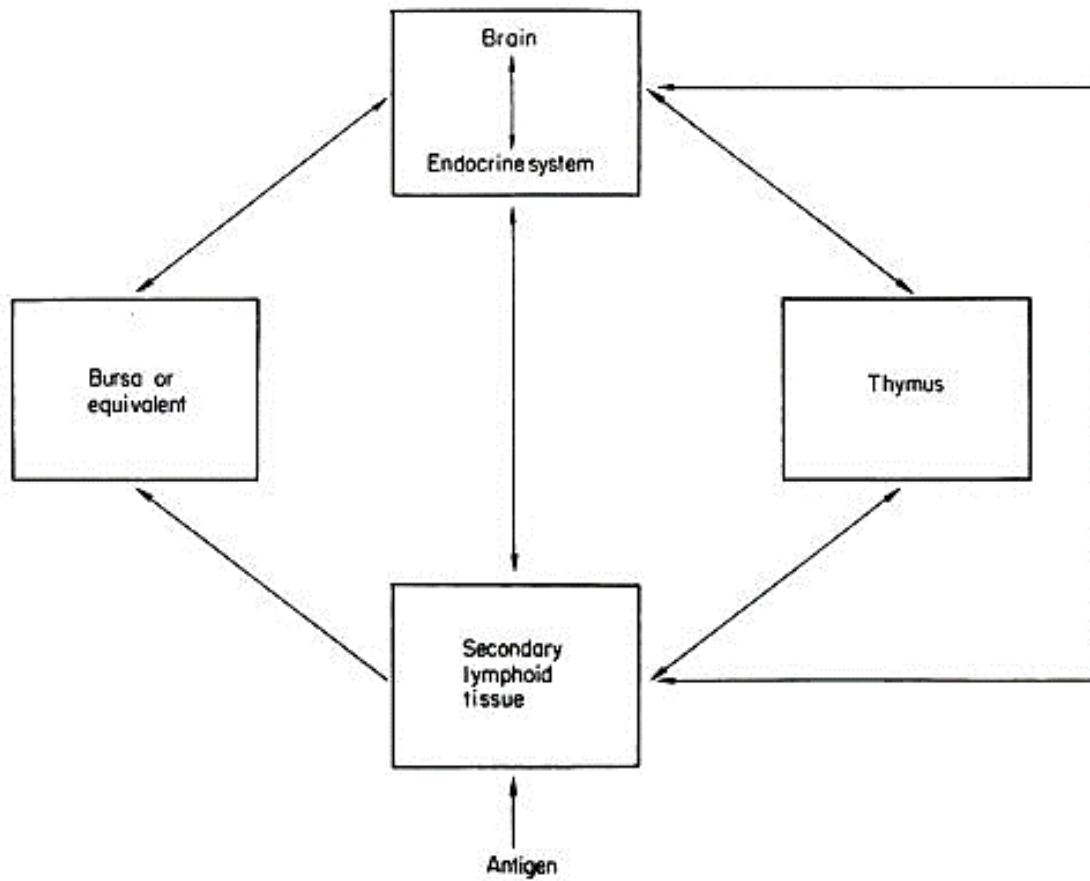 Brain
Endocrine system
Bursa or
equivalent
Thymus
Secondary
lymphoid
tissue
Antigen